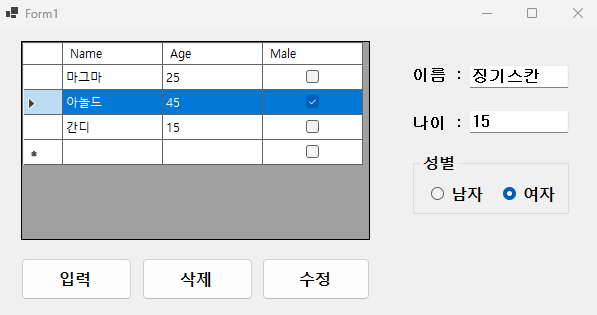 Form1
Name Age Male
마그마 25
아놀드 45
간디 15
이름 : 징기스칸
나이 : 15
성별
남자 여자
입력 삭제 수정